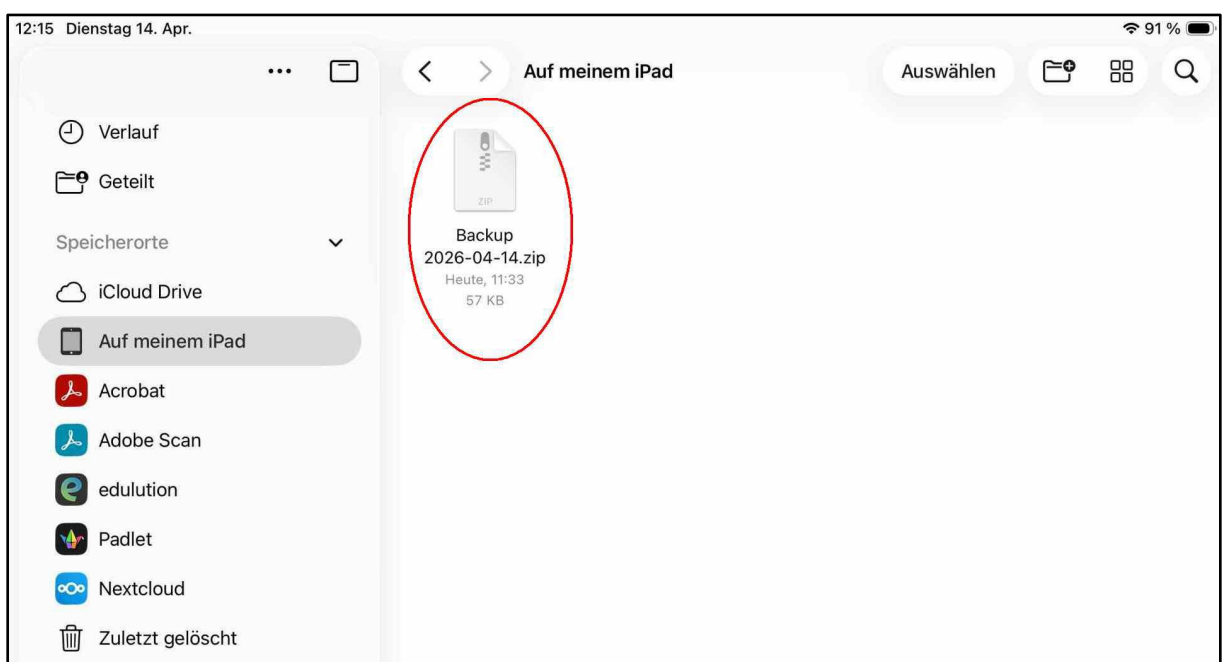 12:15 Dienstag 14. Apr.
91 %
Auf meinem iPad
Auswählen
Verlauf
Geteilt
Speicherorte
iCloud Drive
Auf meinem iPad
Acrobat
Adobe Scan
edulution
Padlet
Nextcloud
Zuletzt gelöscht
ZIP
Backup
2026-04-14.zip
Heute, 11:33
57 KB